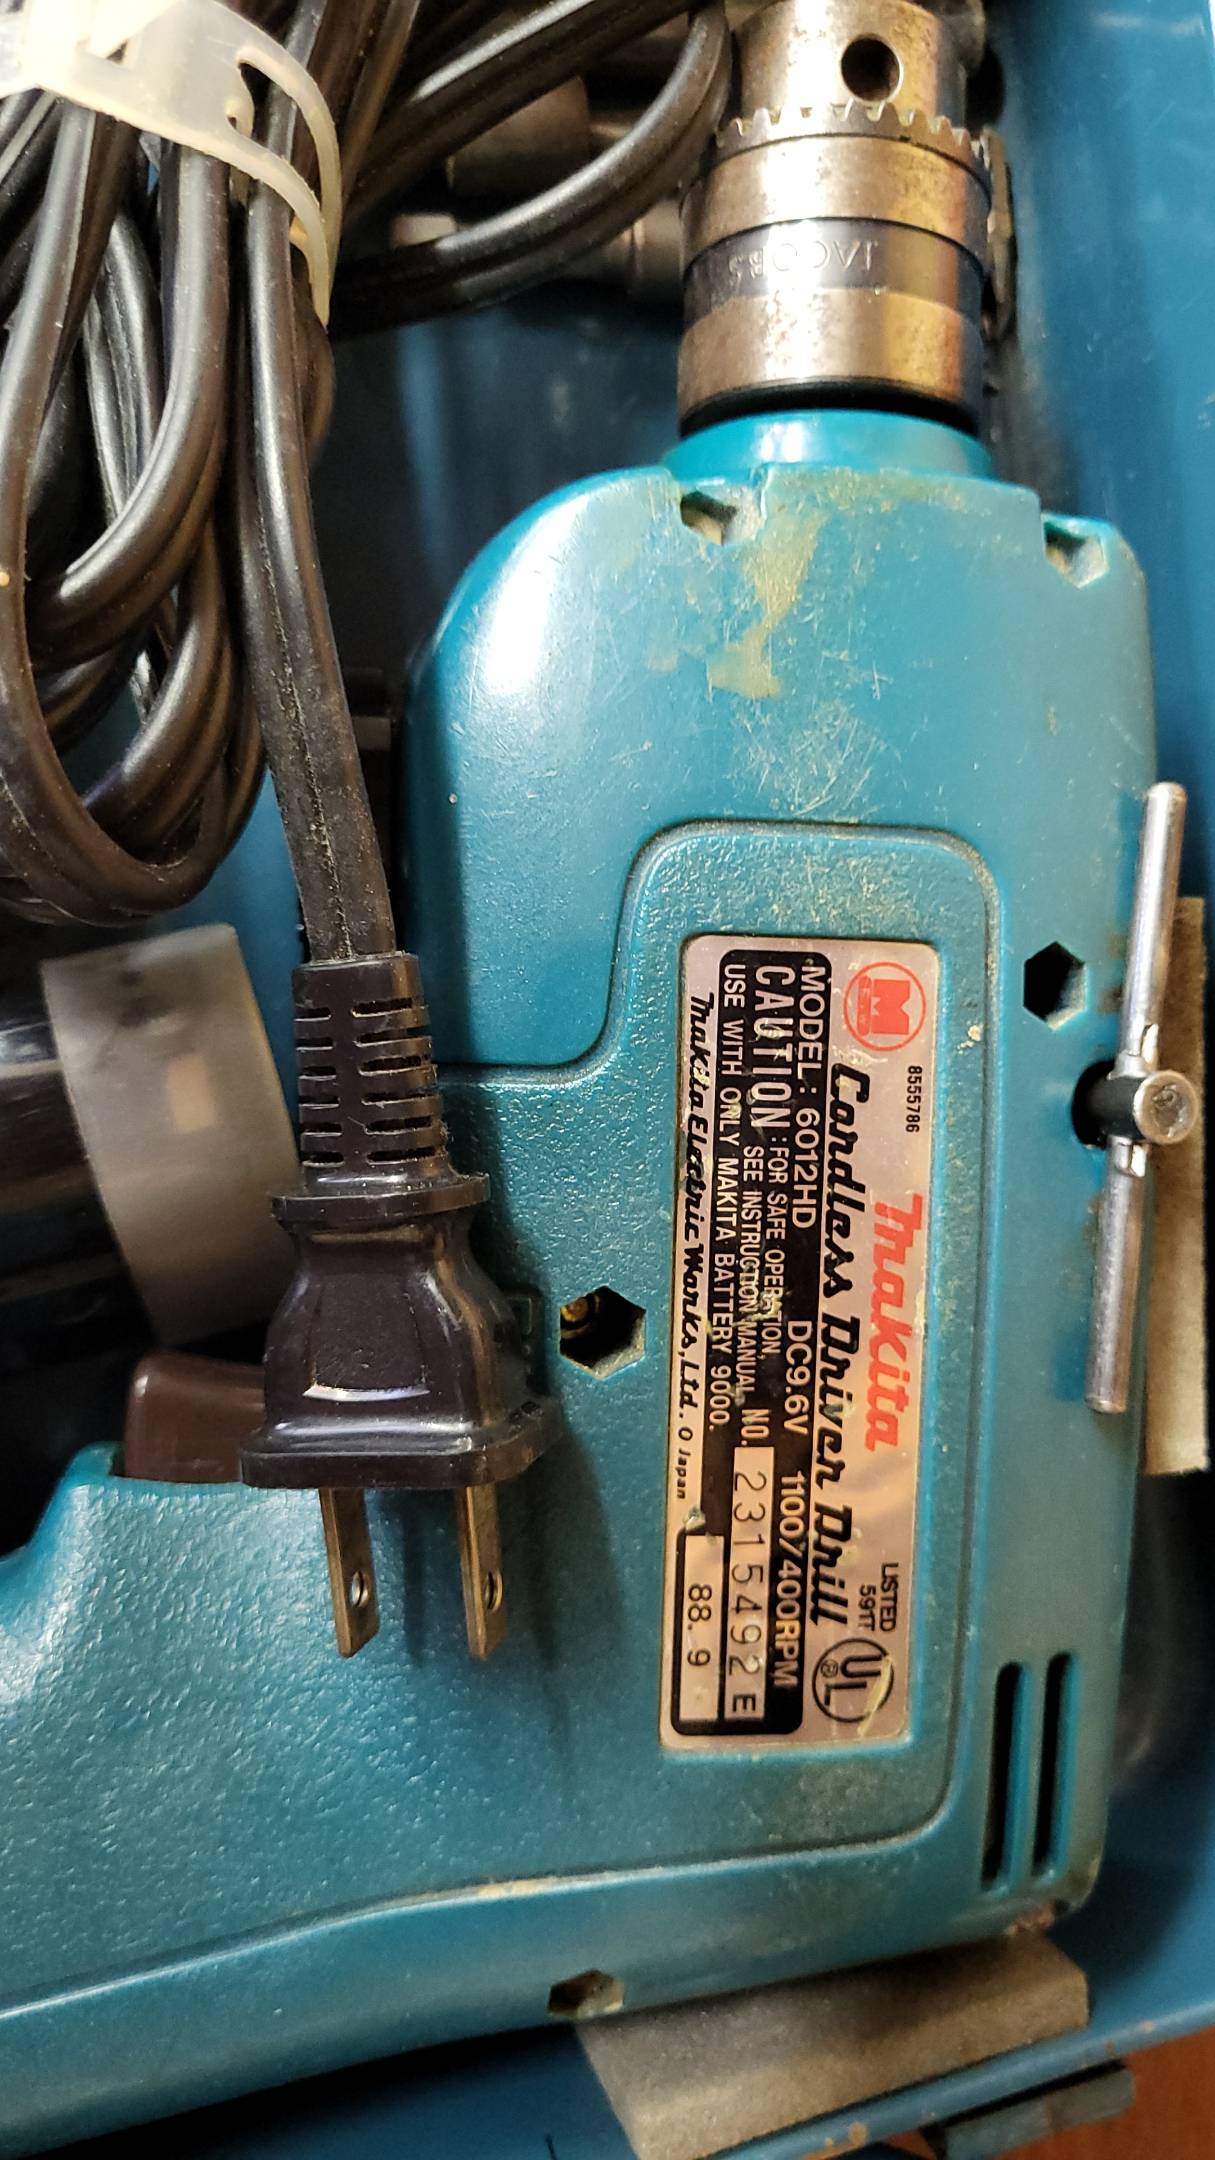 JACOBS
8555786
Makita
LISTED
59TT
UL
M
Cordless Driver Drill
MODEL: 6012HD DC9.6V 1100/400RPM
CAUTION: FOR SAFE OPERATION,
SEE INSTRUCTION MANUAL.
USE WITH ONLY MAKITA BATTERY 9000.
NO. 2315492E
Makita Electric Works, Ltd. Japan
88.9